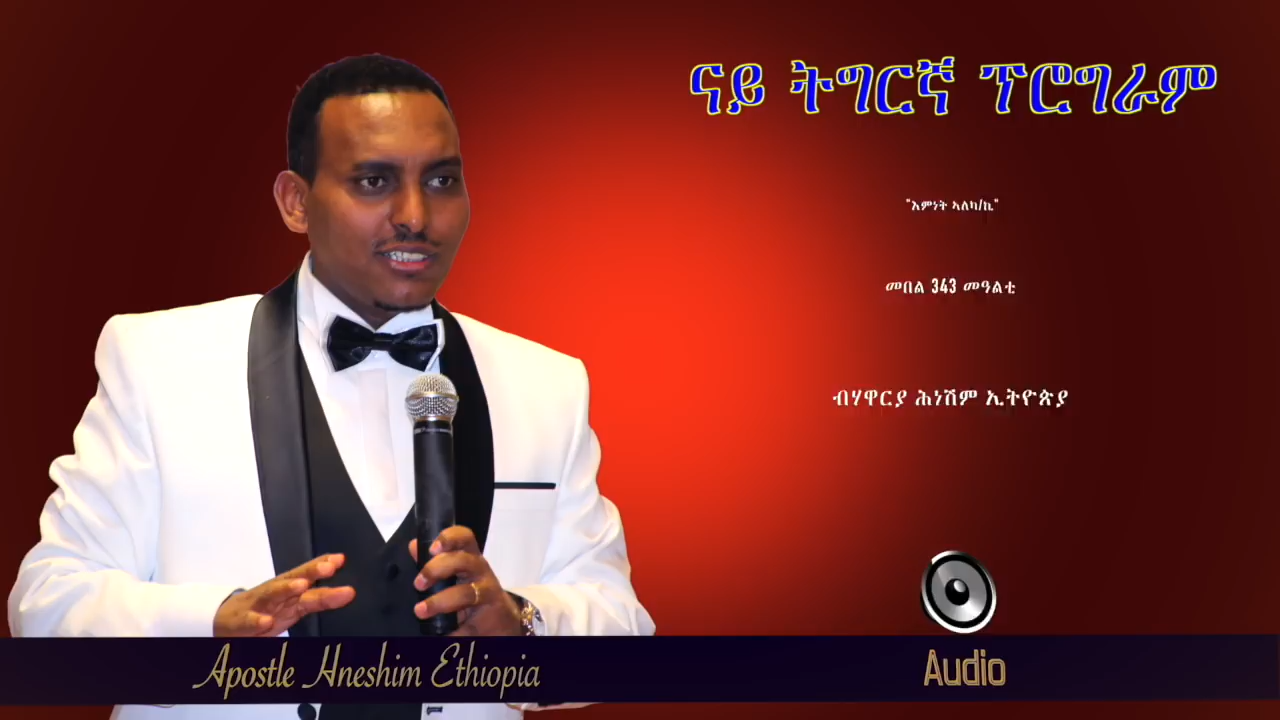 ናይ ትግርኛ ፕሮግራም
"እምነት ኣለካ/ኪ"
መበል 343 መዓልቲ
ብሃዋርያ ሕነሽም ኢትዮጵያ
Apostle Hneshim Ethiopia
Audio